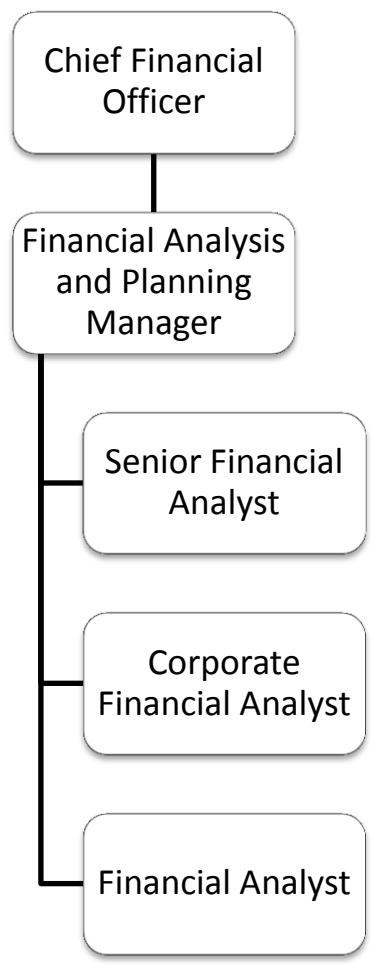 Chief Financial
Officer
Financial Analysis
and Planning
Manager
Senior Financial
Analyst
Corporate
Financial Analyst
Financial Analyst